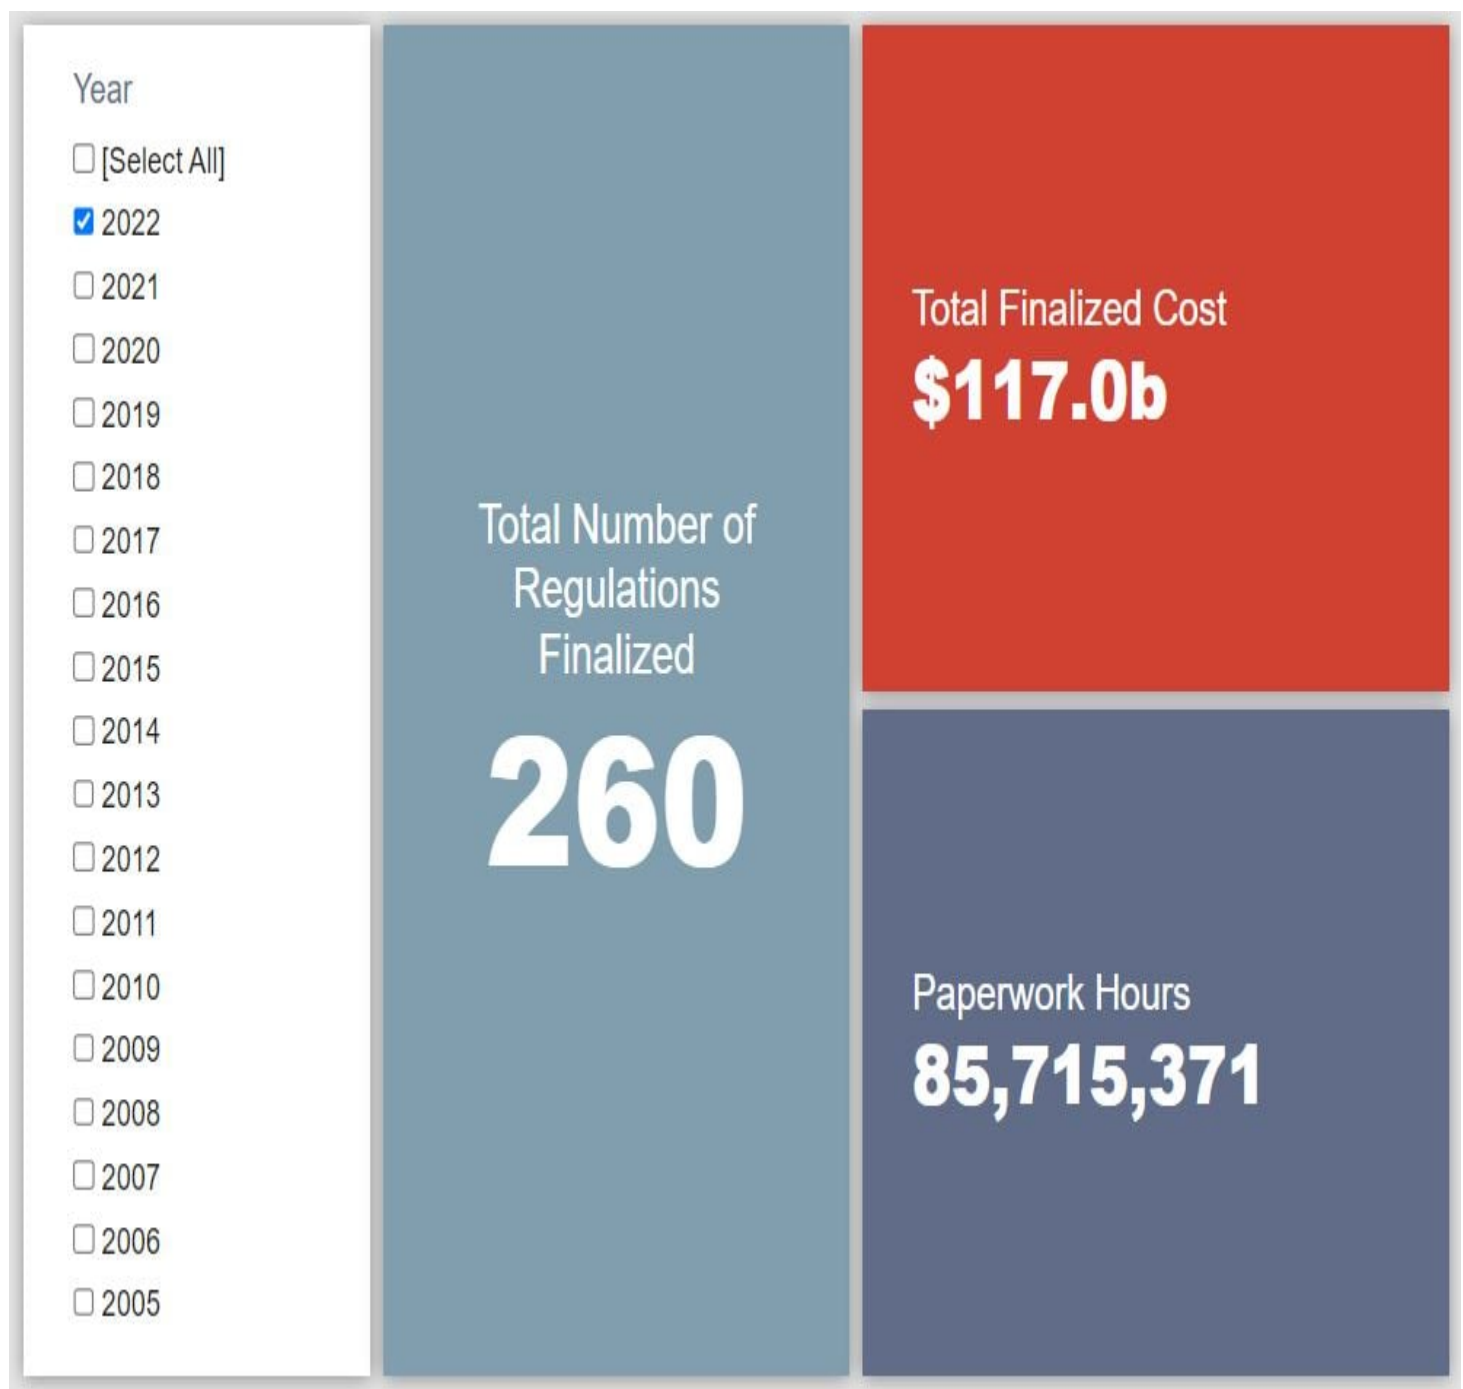 Year
[Select All]
2022
2021
2020
2019
2018
2017
2016
2015
2014
2013
2012
2011
2010
2009
2008
2007
2006
2005
Total Number of
Regulations
Finalized
260
Total Finalized Cost
$117.0b
Paperwork Hours
85,715,371